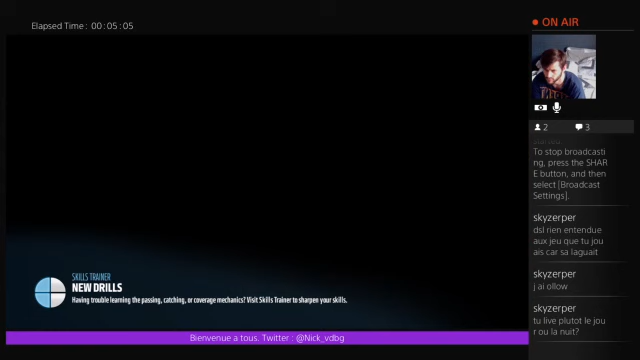 Elapsed Time : 00:05:05
ON AIR
2
3
To stop broadcasti
ng, press the SHAR
E button, and then
select [Broadcast
Settings].
skyzerper
dsl rien entendue
aux jeu que tu jou
ais car sa laguait
skyzerper
j ai ollow
skyzerper
tu live plutot le jou
r ou la nuit?
SKILLS TRAINER
NEW DRILLS
Having trouble learning the passing, catching, or coverage mechanics? Visit Skills Trainer to sharpen your skills.
Bienvenue a tous. Twitter : @Nick_vdbg